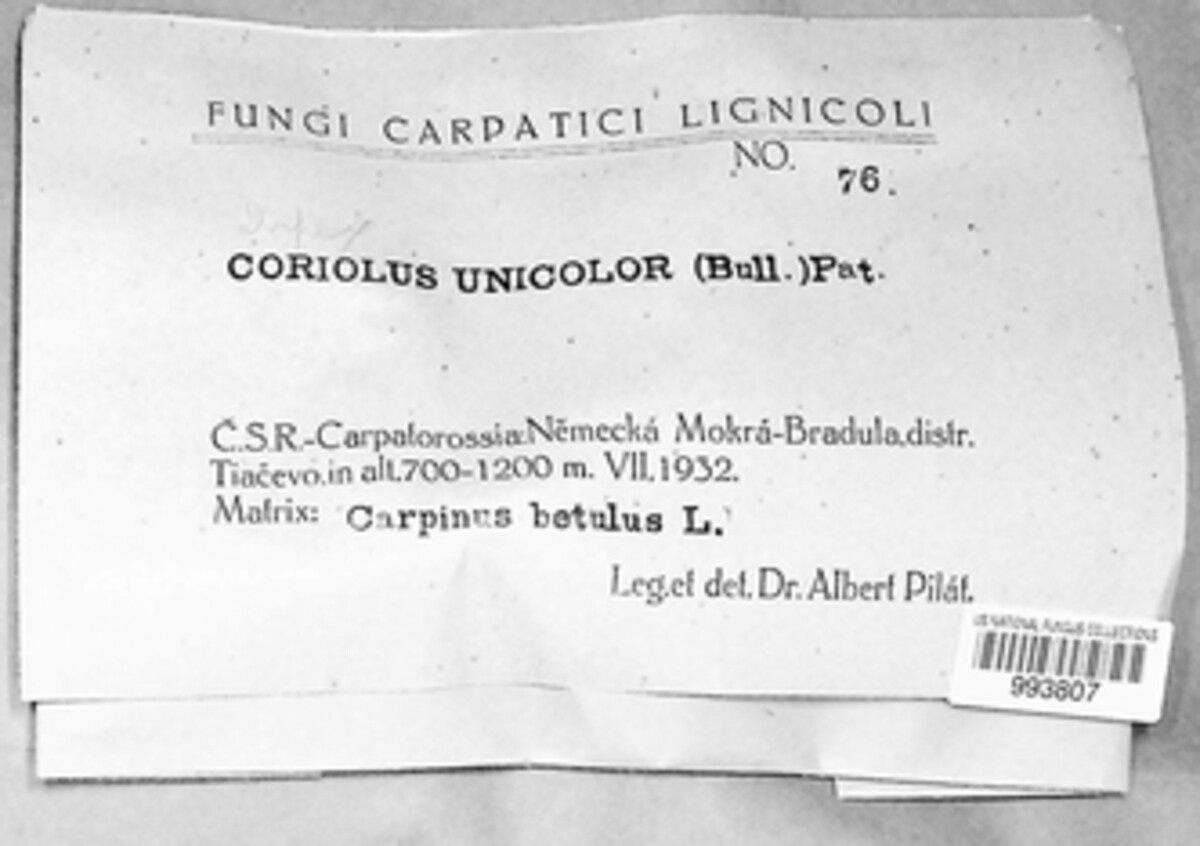 FUNGI CARPATICI LIGNICOLI
NO. 76.
CORIOLUS UNICOLOR (Bull.)Pat.
Č.S.R.-Carpatorossia:Německá Mokrá-Bradula,distr.
Tiačevo.in alt.700-1200 m. VII.1932.
Matrix: Carpinus betulus L.
Leg.et det.Dr.Albert Pilát.
US NATIONAL FUNGUS COLLECTIONS
993807